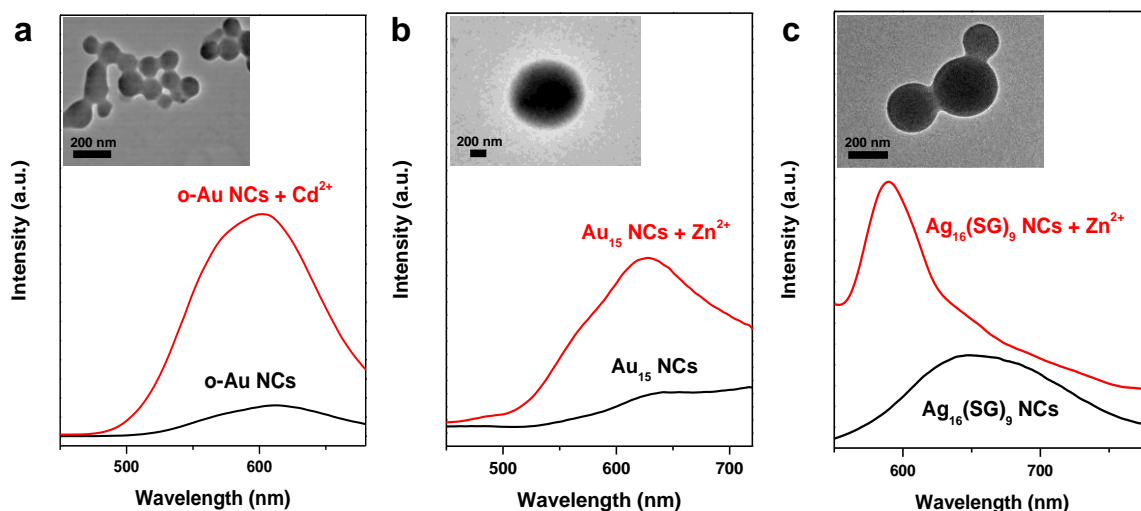 a
200 nm
Intensity (a.u.)
o-Au NCs + Cd²⁺
o-Au NCs
500 600
Wavelength (nm)
b
200 nm
Intensity (a.u.)
Au₁₅ NCs + Zn²⁺
Au₁₅ NCs
500 600 700
Wavelength (nm)
c
200 nm
Intensity (a.u.)
Ag₁₆(SG)₉ NCs + Zn²⁺
Ag₁₆(SG)₉ NCs
600 700
Wavelength (nm)